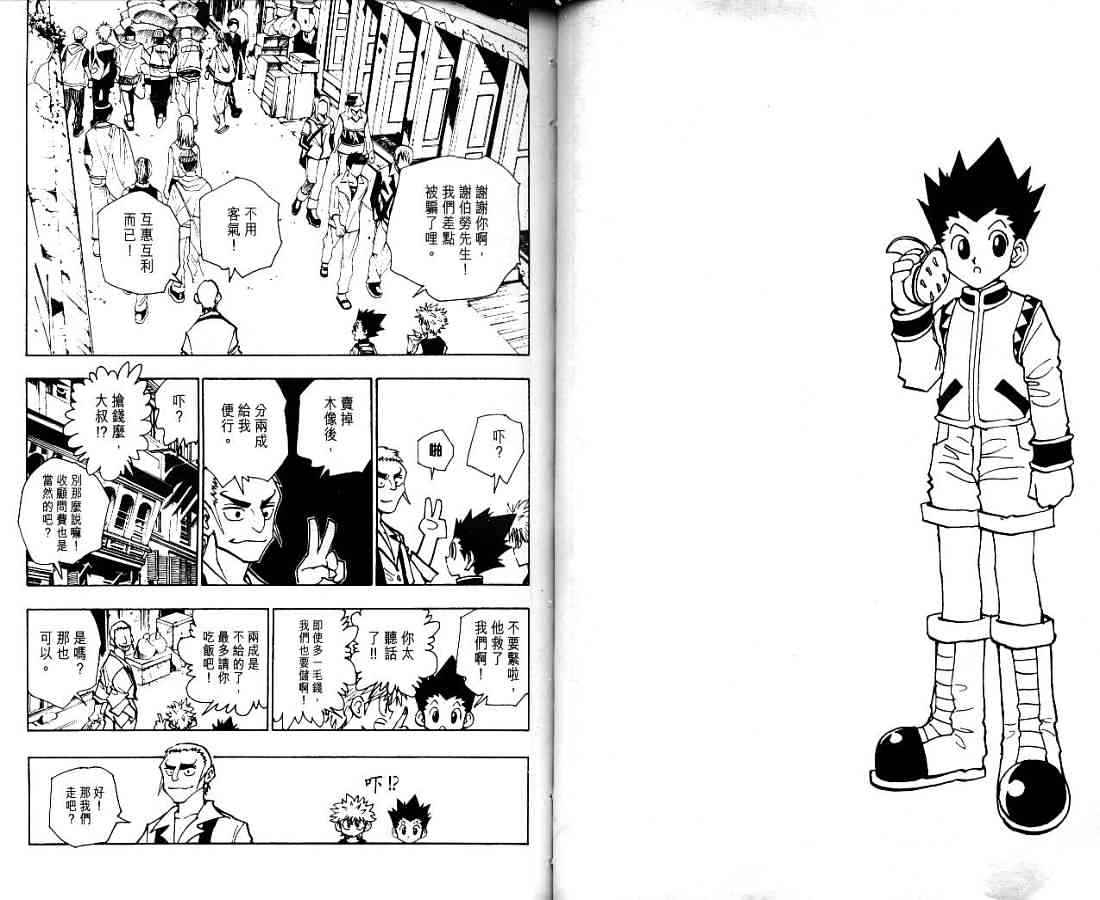 謝謝你啊，
謝伯勞先生！
我們差點
被騙了哩。
不用
客氣！
互惠互利
而已！
吓？
啪
賣掉
木像後，
分兩成
給我
便行。
吓？
搶錢麼，
大叔!?
別那麼說嘛！
收顧問費也是
當然的吧？
不要緊啦，
他救了
我們啊！
你太
聽話
了!!
即使多一毛錢
我們也要儲啊！
兩成是
不給的了，
最多請你
吃飯吧！
是嗎？
那也
可以。
吓!?
好！
那我們
走吧？